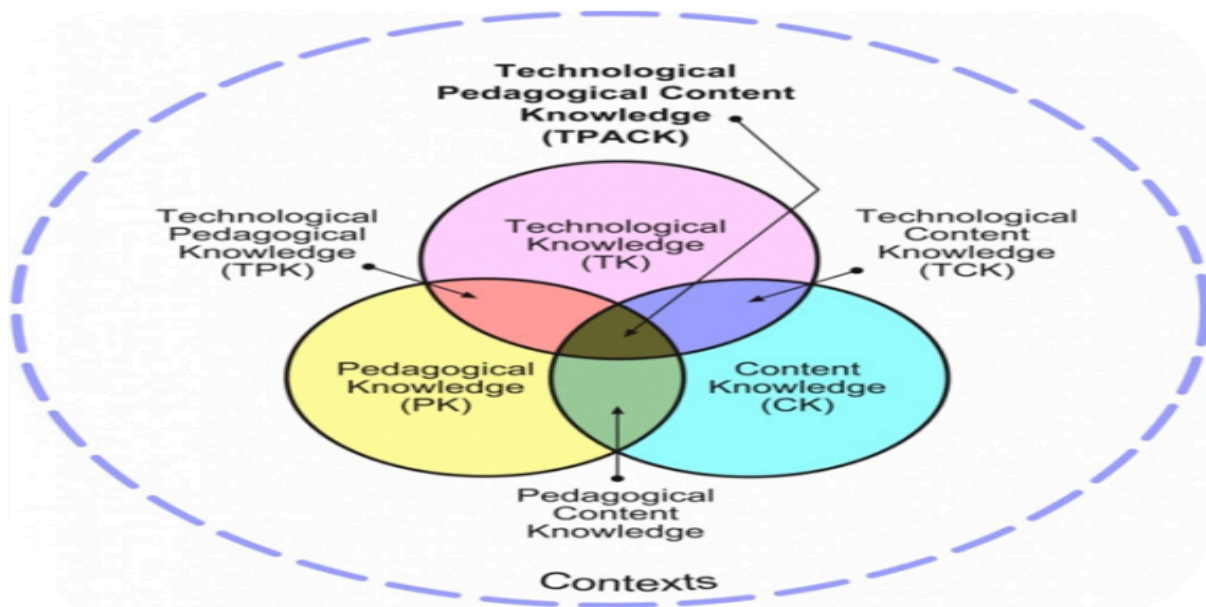 Technological
Pedagogical Content
Knowledge
(TPACK)
Technological
Pedagogical
Knowledge
(TPK)
Technological
Knowledge
(TK)
Technological
Content
Knowledge
(TCK)
Pedagogical
Knowledge
(PK)
Content
Knowledge
(CK)
Pedagogical
Content
Knowledge
Contexts